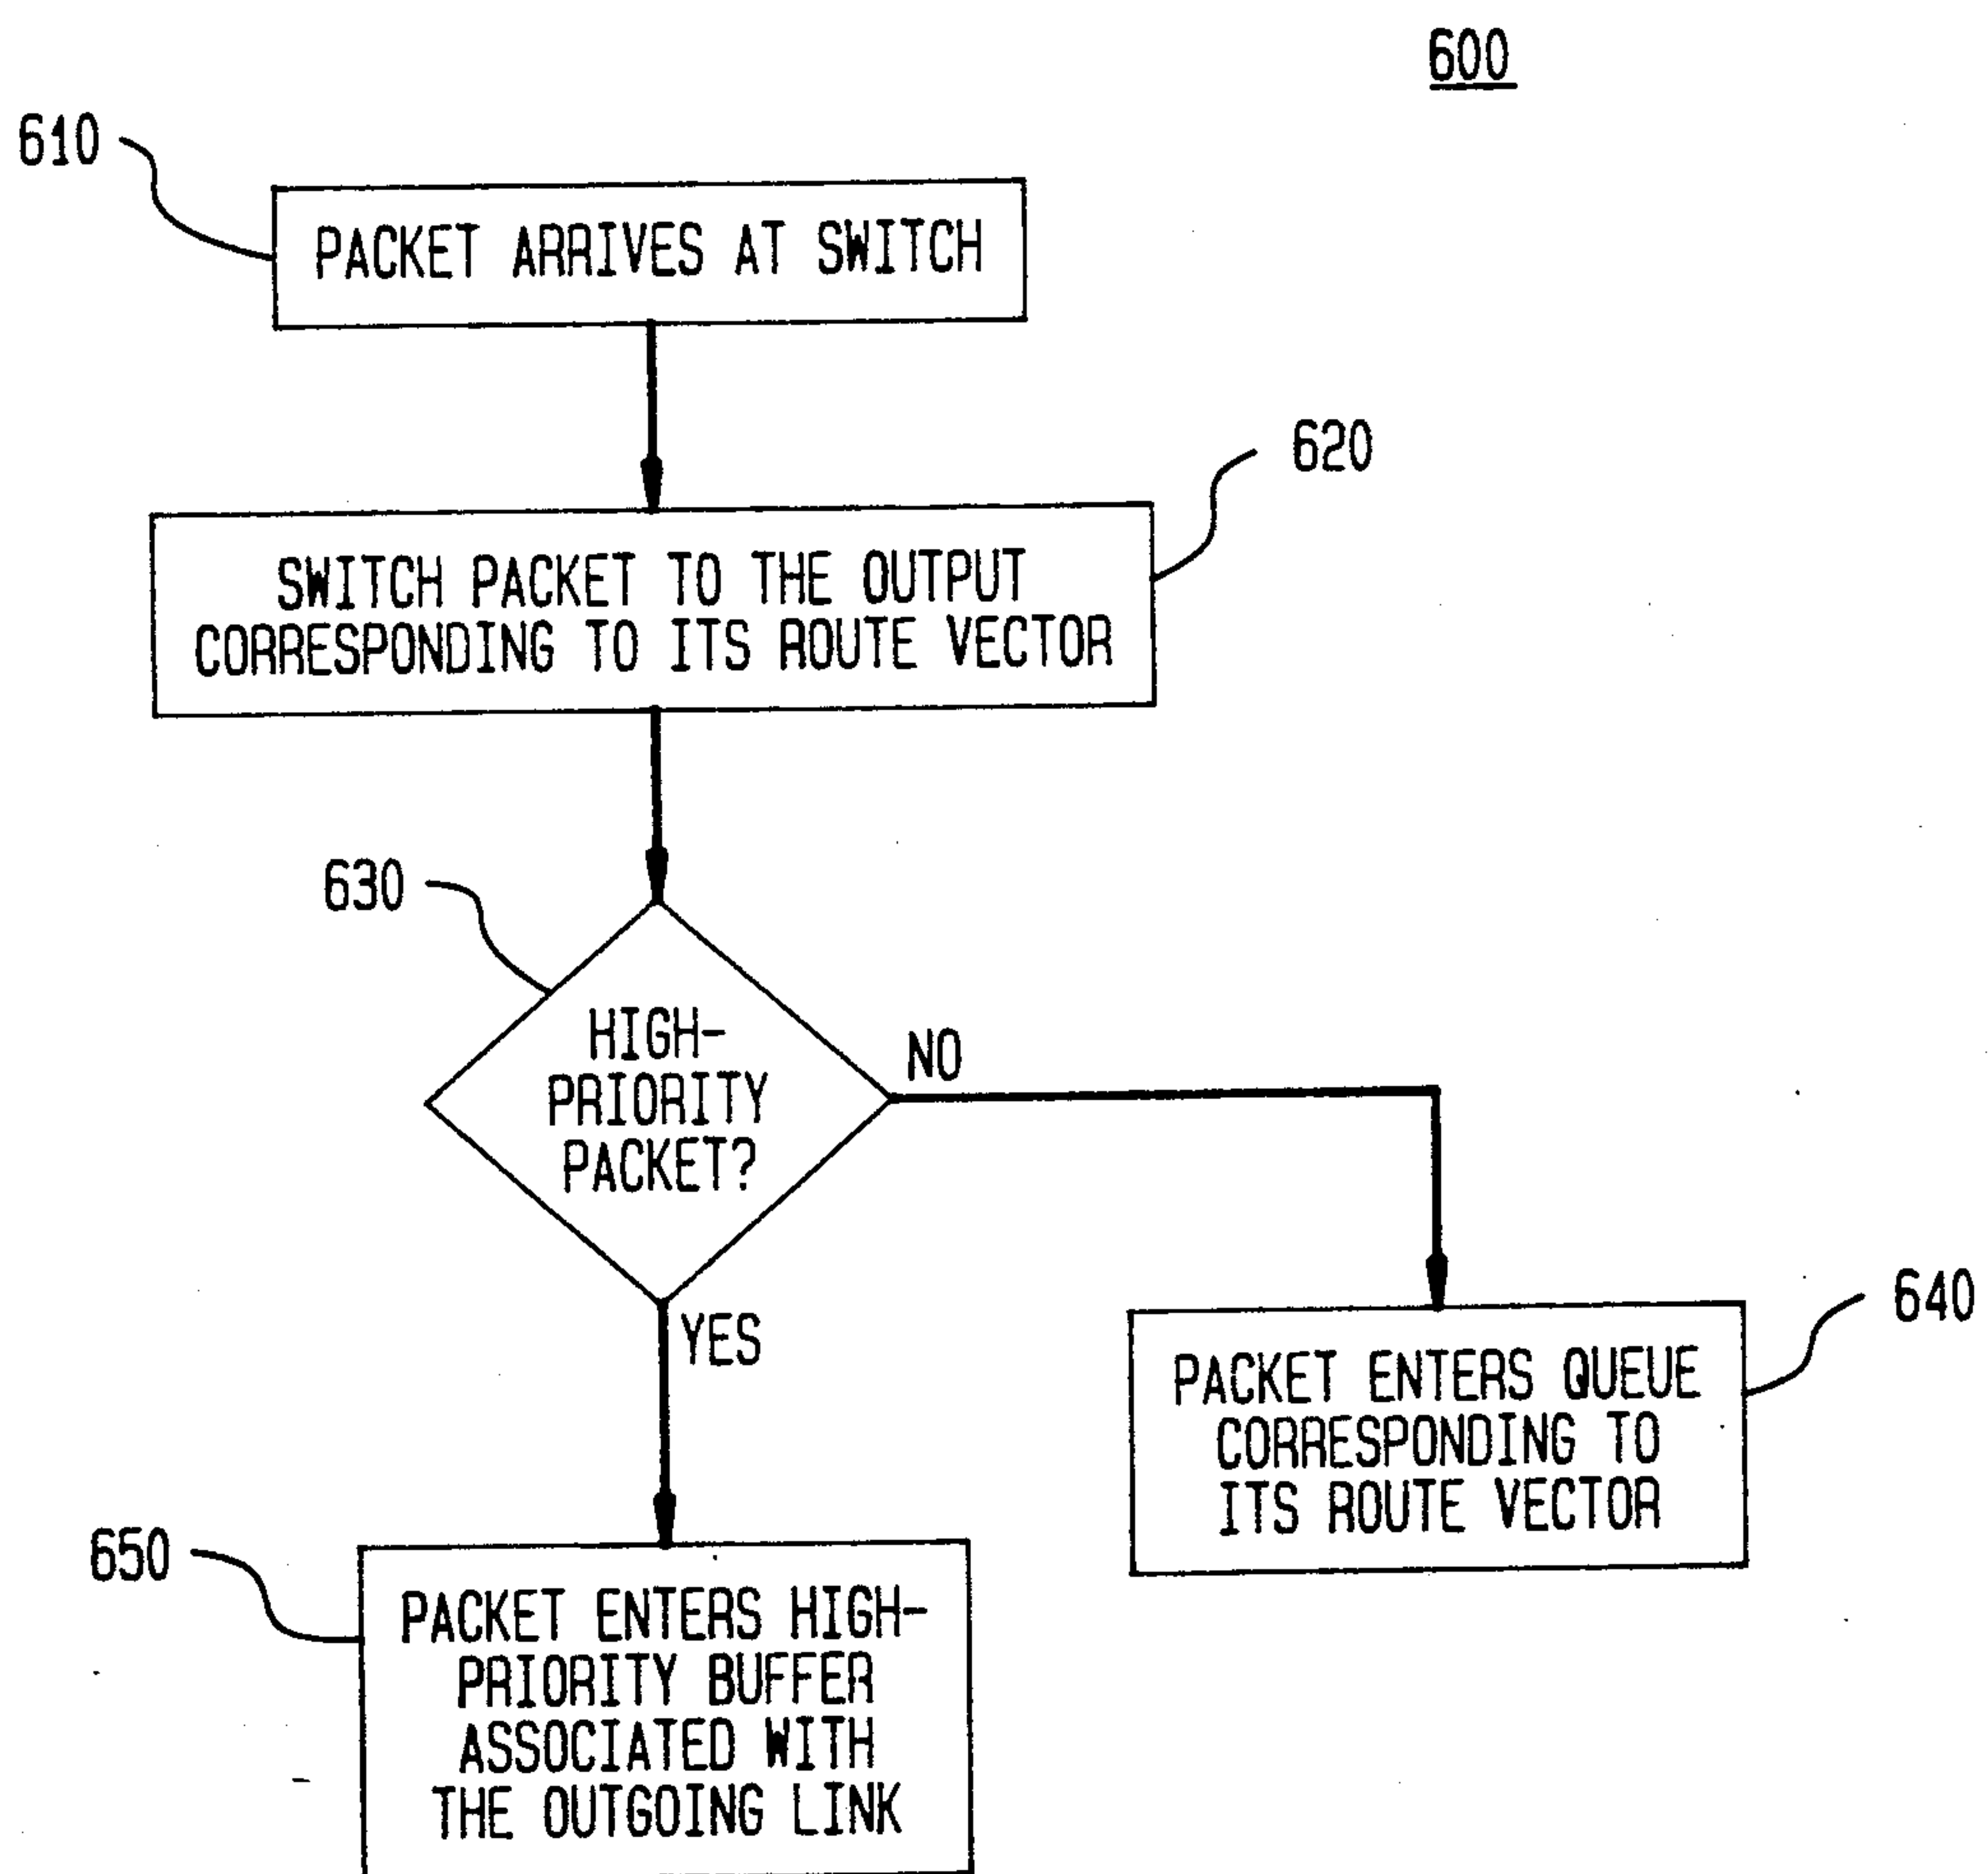 600
610
PACKET ARRIVES AT SWITCH
620
SWITCH PACKET TO THE OUTPUT
CORRESPONDING TO ITS ROUTE VECTOR
630
HIGH-
PRIORITY
PACKET?
NO
YES
640
PACKET ENTERS QUEUE
CORRESPONDING TO
ITS ROUTE VECTOR
650
PACKET ENTERS HIGH-
PRIORITY BUFFER
ASSOCIATED WITH
THE OUTGOING LINK